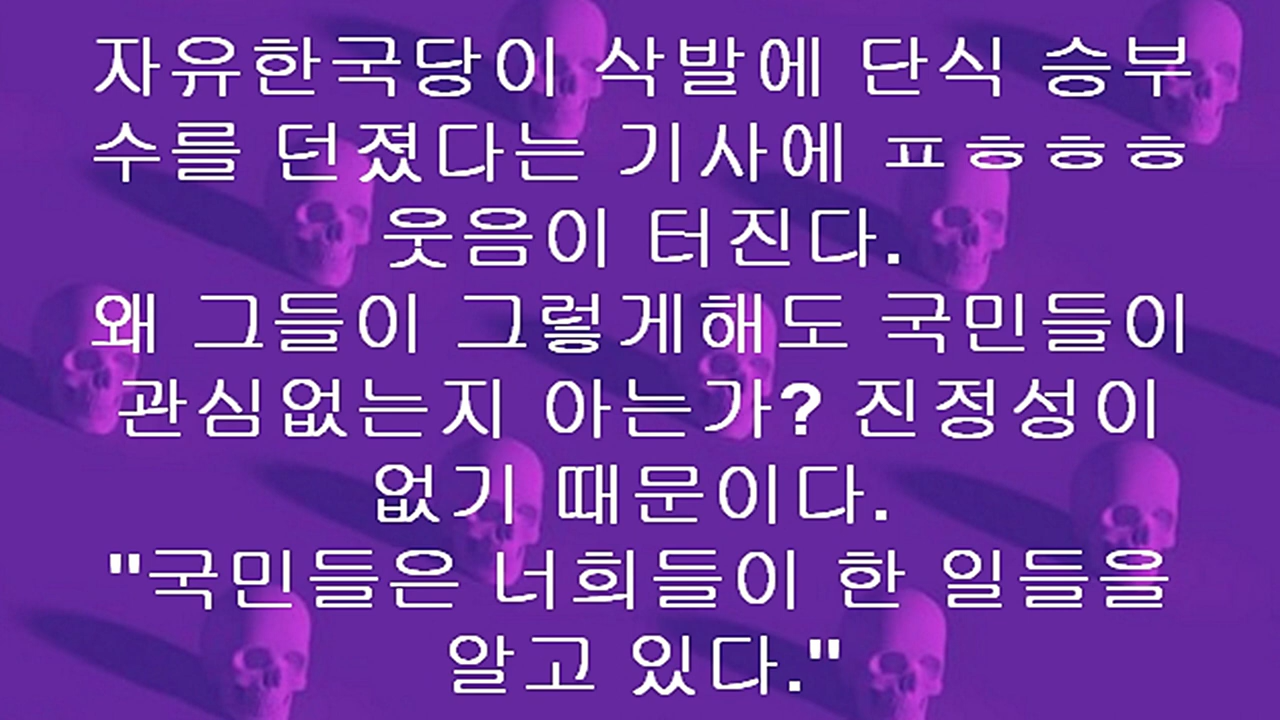 자유한국당이 삭발에 단식 승부
수를 던졌다는 기사에 ㅍㅎㅎㅎ
웃음이 터진다.
왜 그들이 그렇게해도 국민들이
관심없는지 아는가? 진정성이
없기 때문이다.
"국민들은 너희들이 한 일들을
알고 있다."